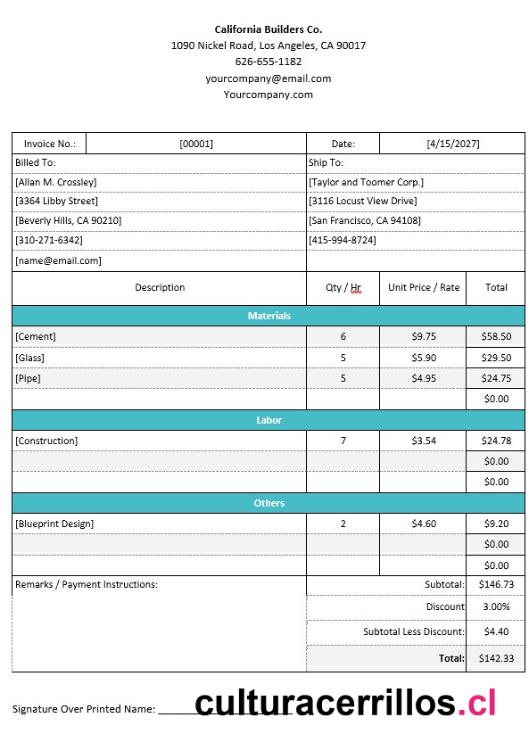 California Builders Co.
1090 Nickel Road, Los Angeles, CA 90017
626-655-1182
yourcompany@email.com
Yourcompany.com
Invoice No.: [00001] Date: [4/15/2027]
Billed To: Ship To:
[Allan M. Crossley] [Taylor and Toomer Corp.]
[3364 Libby Street] [3116 Locust View Drive]
[Beverly Hills, CA 90210] [San Francisco, CA 94108]
[310-271-6342] [415-994-8724]
[name@email.com]
Description Qty / Hr Unit Price / Rate Total
Materials
[Cement] 6 $9.75 $58.50
[Glass] 5 $5.90 $29.50
[Pipe] 5 $4.95 $24.75
$0.00
Labor
[Construction] 7 $3.54 $24.78
$0.00
$0.00
Others
[Blueprint Design] 2 $4.60 $9.20
$0.00
$0.00
Remarks / Payment Instructions: Subtotal: $146.73
Discount 3.00%
Subtotal Less Discount: $4.40
Total: $142.33
Signature Over Printed Name: culturacerrillos.cl